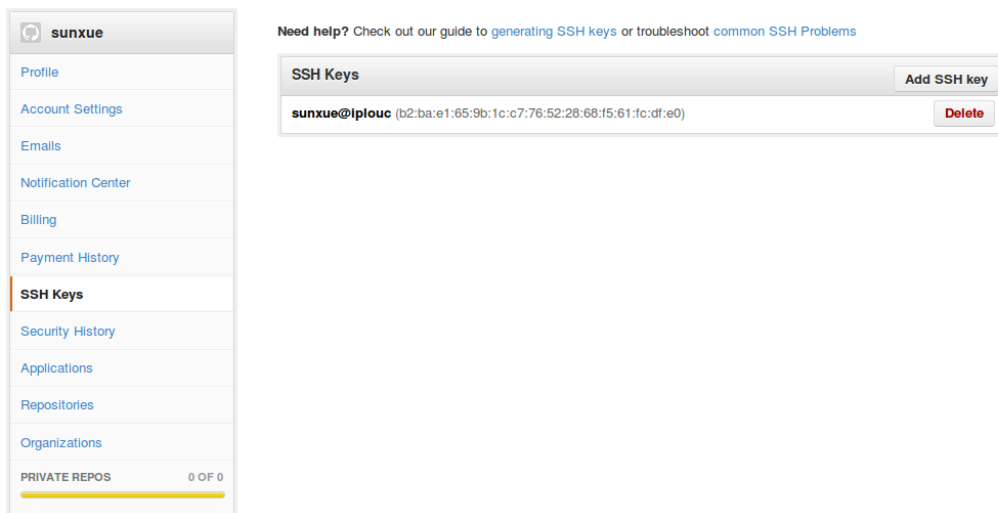 sunxue
Profile
Account Settings
Emails
Notification Center
Billing
Payment History
SSH Keys
Security History
Applications
Repositories
Organizations
PRIVATE REPOS 0 OF 0
Need help? Check out our guide to generating SSH keys or troubleshoot common SSH Problems
SSH Keys
Add SSH key
sunxue@iplouc (b2:ba:e1:65:9b:1c:c7:76:52:28:68:f5:61:fc:df:e0)
Delete